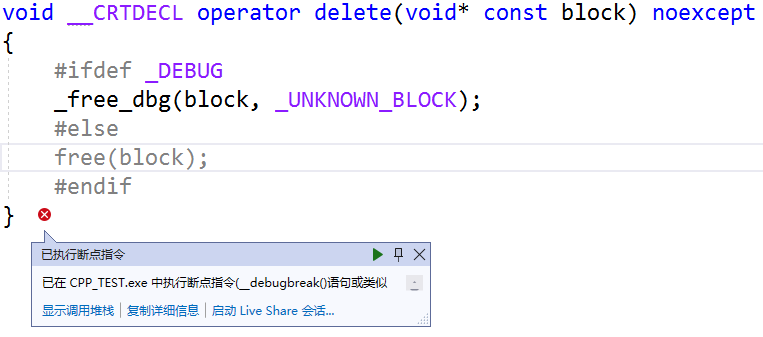 void __CRTDECL operator delete(void* const block) noexcept
{
    #ifdef _DEBUG
    _free_dbg(block, _UNKNOWN_BLOCK);
    #else
    free(block);
    #endif
}
已执行断点指令
已在 CPP_TEST.exe 中执行断点指令(__debugbreak()语句或类似
显示调用堆栈 | 复制详细信息 | 启动 Live Share 会话...